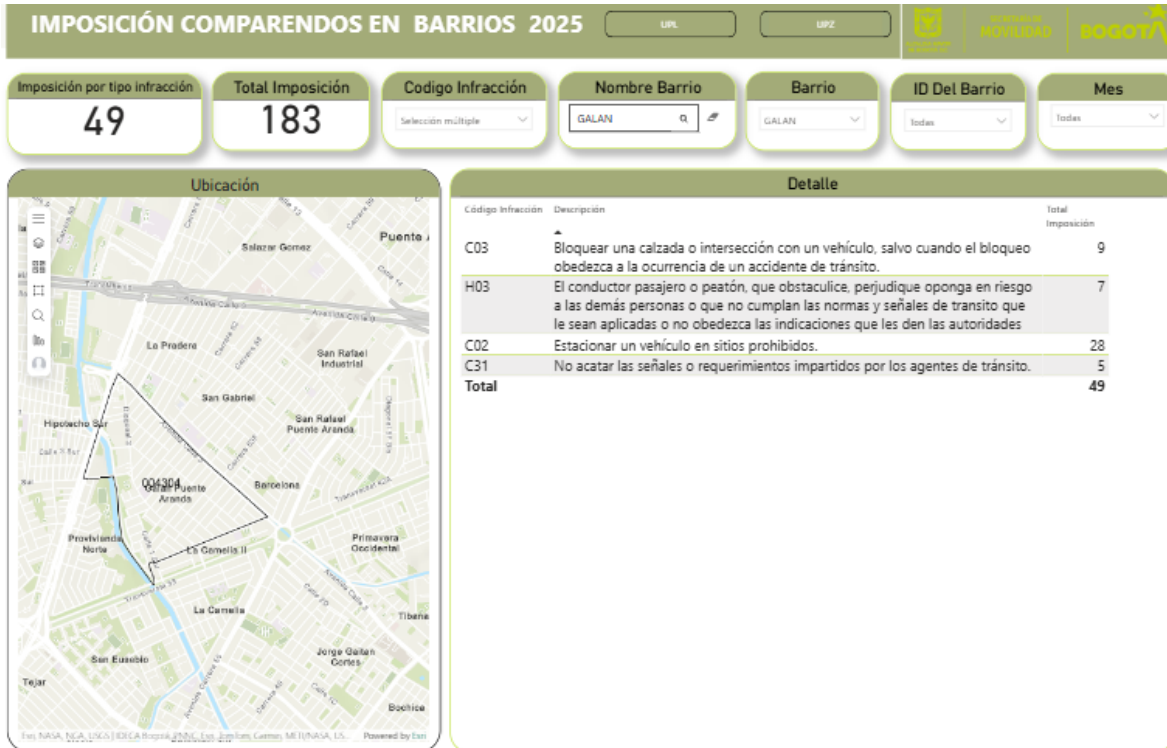 IMPOSICIÓN COMPARENDOS EN BARRIOS 2025
UPL
UPZ
SECRETARÍA DE
MOVILIDAD
BOGOTÁ
Imposición por tipo infracción
49
Total Imposición
183
Codigo Infracción
Selección múltiple
Nombre Barrio
GALAN
Barrio
GALAN
ID Del Barrio
Todas
Mes
Todas
Ubicación
Salazar Gomez
Puente
La Pradera
San Rafael
Industrial
San Gabriel
San Rafael
Puente Aranda
Hipotecho Sur
004304
Galan Puente
Aranda
Barcelona
Provivienda
Norte
La Camelia II
Primavera
Occidental
La Camelia
Tibana
San Eusebio
Jorge Gaitan
Cortes
Tejar
Bochica
Powered by Esri
Detalle
Código Infracción Descripción Total
Imposición
C03 Bloquear una calzada o intersección con un vehículo, salvo cuando el bloqueo 9
obedezca a la ocurrencia de un accidente de tránsito.
H03 El conductor pasajero o peatón, que obstaculice, perjudique oponga en riesgo 7
a las demás personas o que no cumplan las normas y señales de transito que
le sean aplicadas o no obedezca las indicaciones que les den las autoridades
C02 Estacionar un vehículo en sitios prohibidos. 28
C31 No acatar las señales o requerimientos impartidos por los agentes de tránsito. 5
Total 49